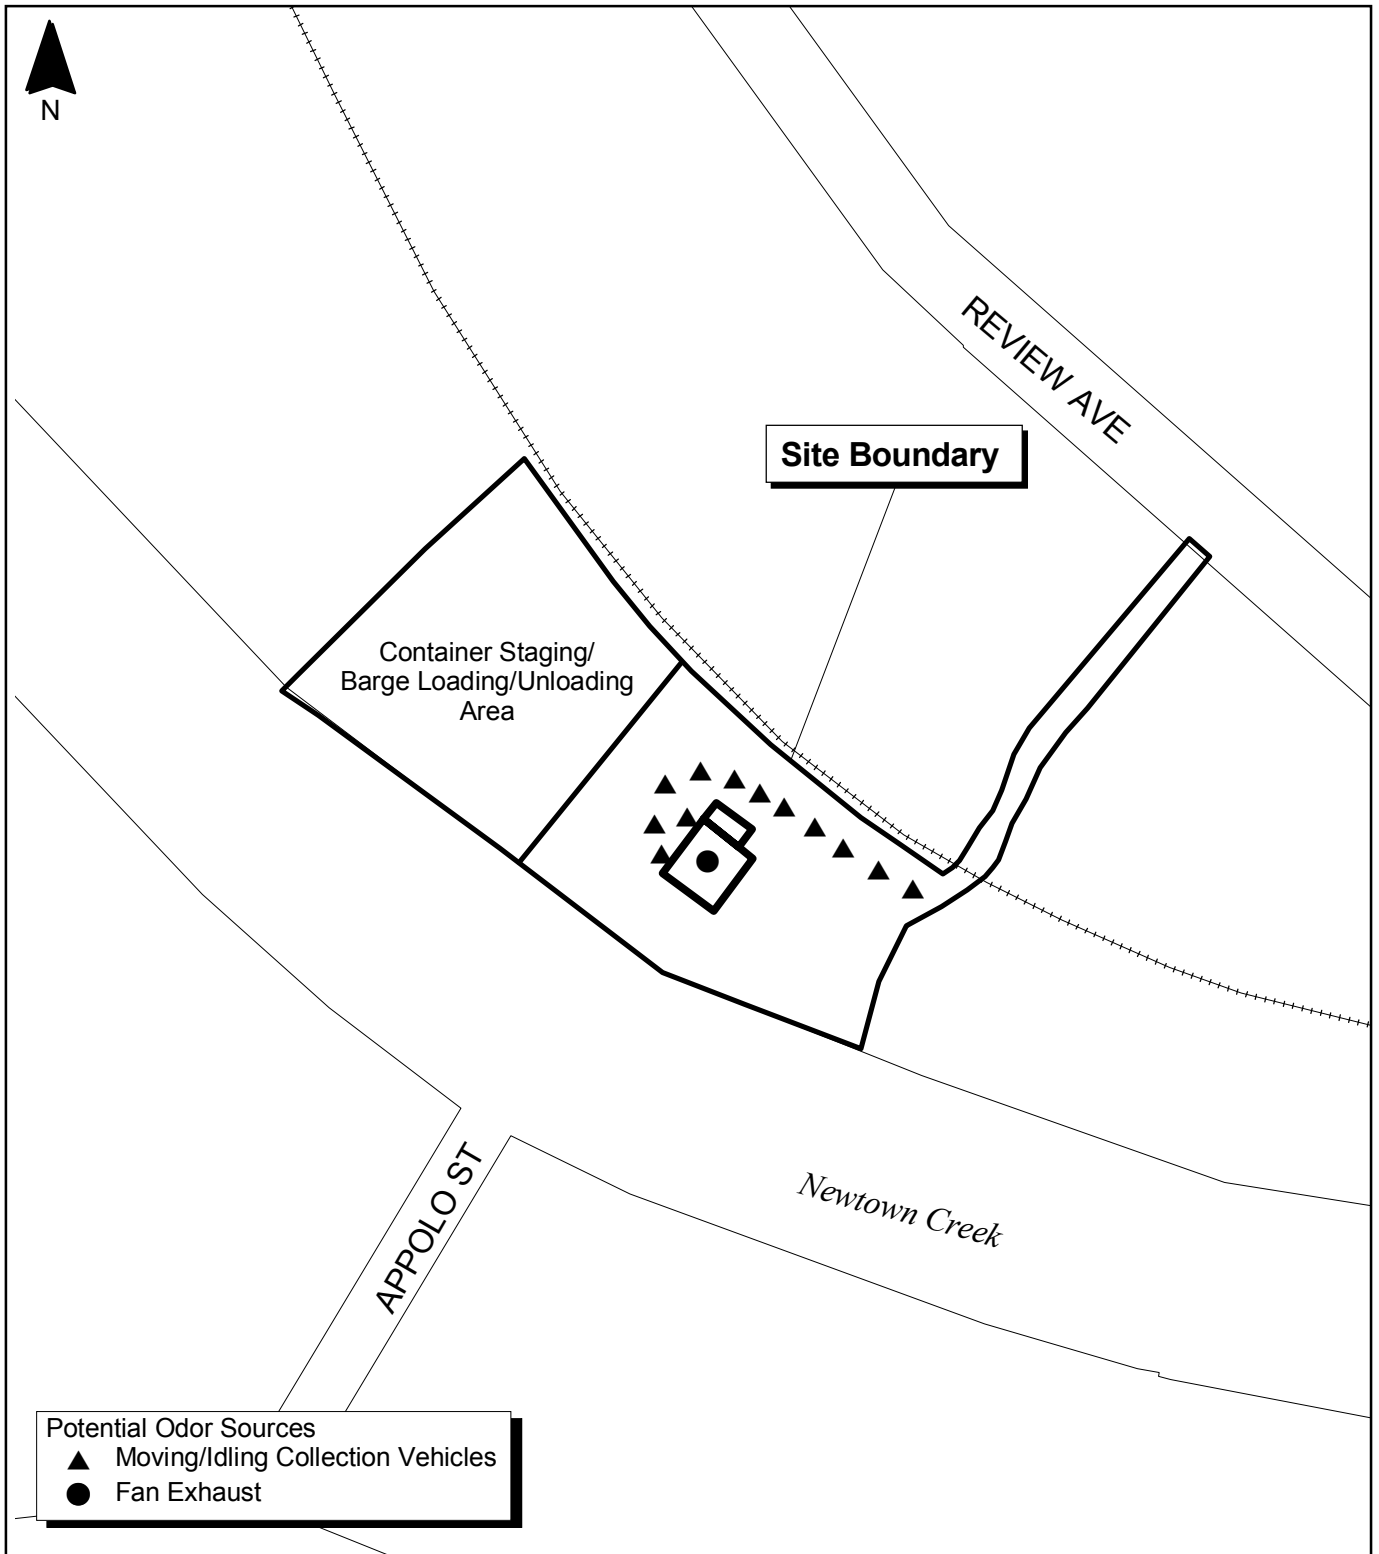 N
REVIEW AVE
Site Boundary
Container Staging/
Barge Loading/Unloading
Area
Newtown Creek
APPOLO ST
Potential Odor Sources
Moving/Idling Collection Vehicles
Fan Exhaust